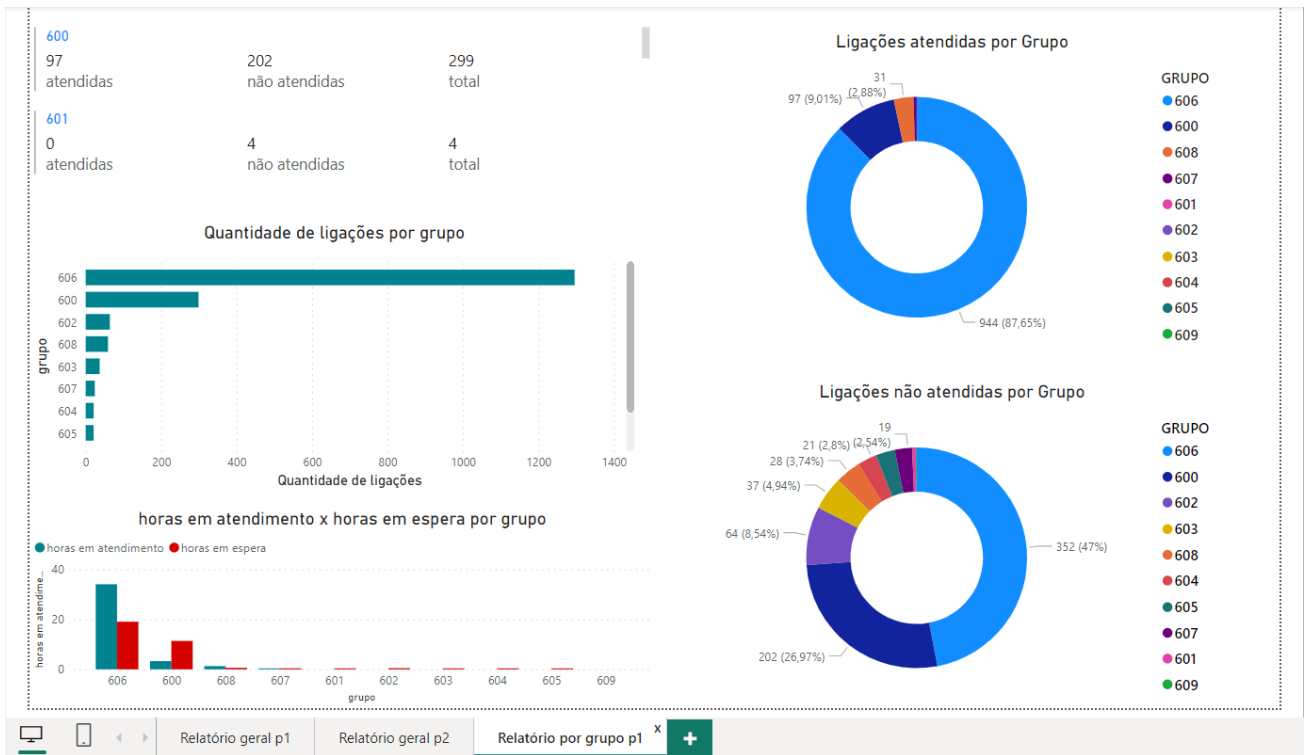 600
97 202 299
atendidas não atendidas total
601
0 4 4
atendidas não atendidas total
Quantidade de ligações por grupo
grupo
606
600
602
608
603
607
604
605
0 200 400 600 800 1000 1200 1400
Quantidade de ligações
horas em atendimento x horas em espera por grupo
horas em atendimento horas em espera
horas em atendime...
40
20
0
606 600 608 607 601 602 603 604 605 609
grupo
Ligações atendidas por Grupo
31
(2,88%)
97 (9,01%)
944 (87,65%)
GRUPO
606
600
608
607
601
602
603
604
605
609
Ligações não atendidas por Grupo
19
(2,54%)
21 (2,8%)
28 (3,74%)
37 (4,94%)
64 (8,54%)
352 (47%)
202 (26,97%)
GRUPO
606
600
602
603
608
604
605
607
601
609
Relatório geral p1 Relatório geral p2 Relatório por grupo p1 x +